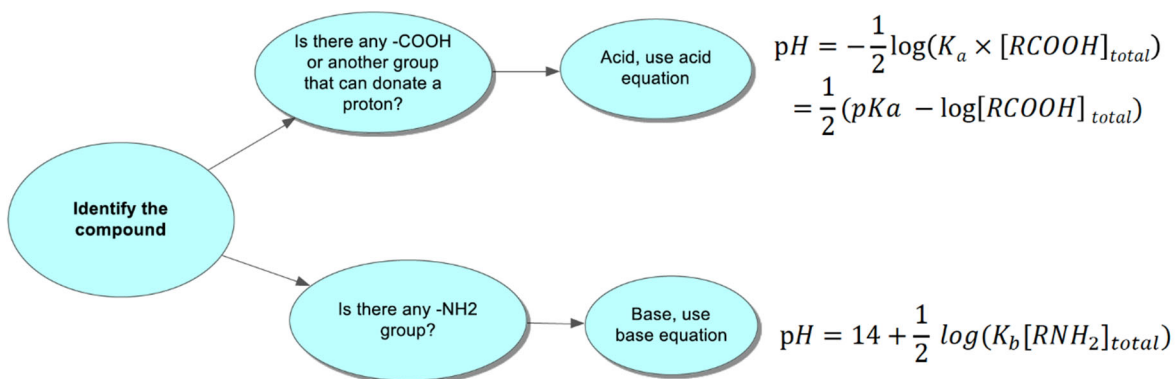 Is there any -COOH
or another group
that can donate a
proton?
Acid, use acid
equation
pH = −½ log(Kₐ × [RCOOH]ₜₒₜₐₗ)
= ½ (pKa − log[RCOOH] ₜₒₜₐₗ)
Identify the
compound
Is there any -NH2
group?
Base, use
base equation
pH = 14 + ½ log(K_b[RNH₂]ₜₒₜₐₗ)